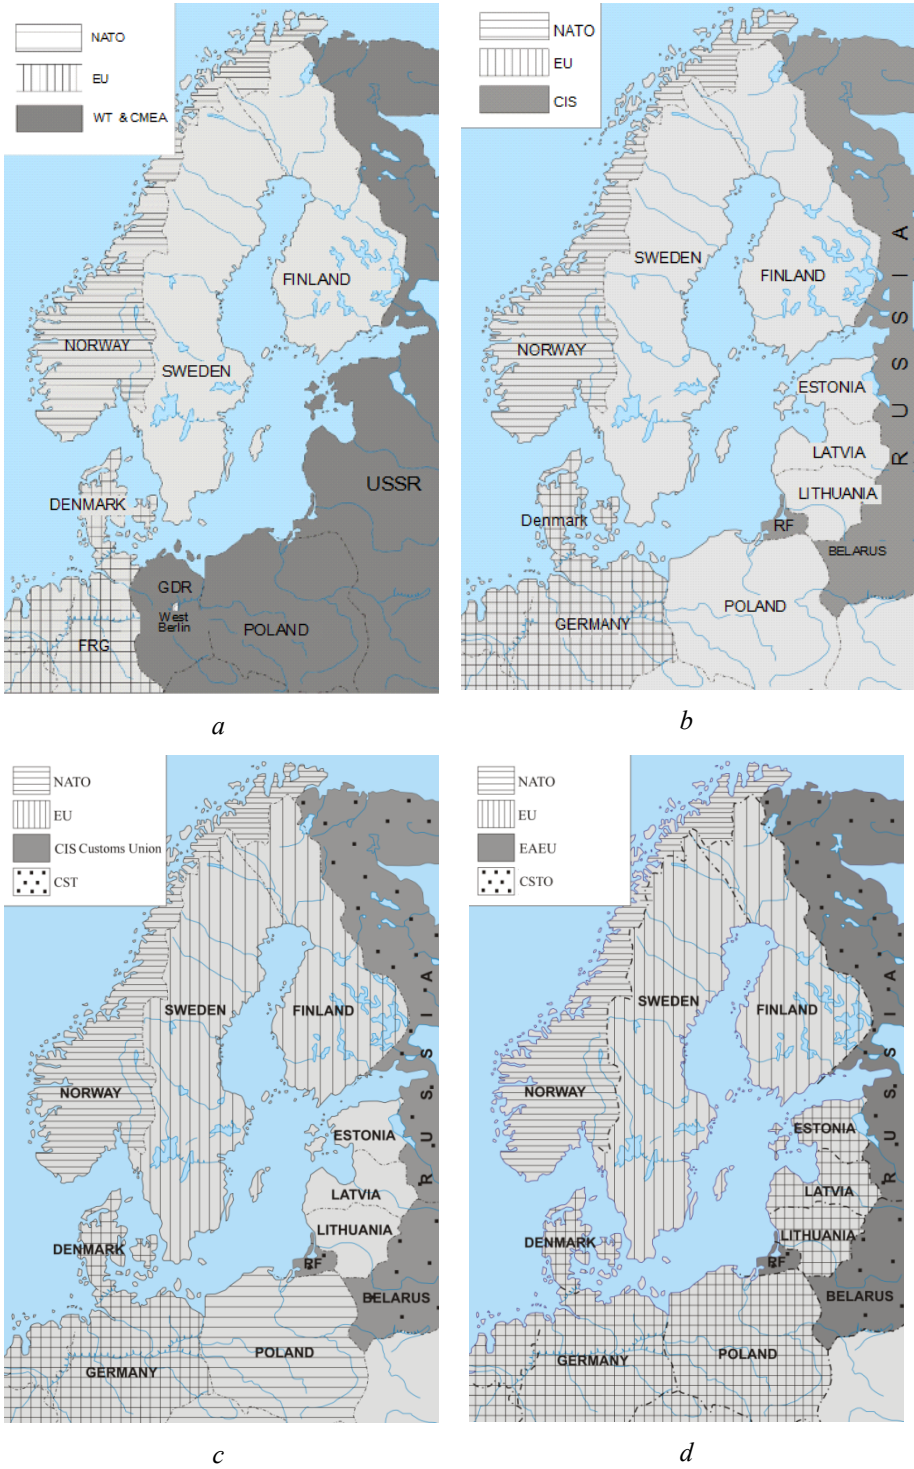 NATO
EU
WT & CMEA
FINLAND
NORWAY
SWEDEN
USSR
DENMARK
GDR
West
Berlin
POLAND
FRG
a
NATO
EU
CIS
SWEDEN
FINLAND
NORWAY
RUSSIA
ESTONIA
LATVIA
LITHUANIA
Denmark
RF
BELARUS
POLAND
GERMANY
b
NATO
EU
CIS Customs Union
CST
SWEDEN
FINLAND
RUSSIA
NORWAY
ESTONIA
LATVIA
LITHUANIA
DENMARK
RF
BELARUS
POLAND
GERMANY
c
NATO
EU
EAEU
CSTO
SWEDEN
FINLAND
RUSSIA
NORWAY
ESTONIA
LATVIA
LITHUANIA
DENMARK
RF
BELARUS
POLAND
GERMANY
d